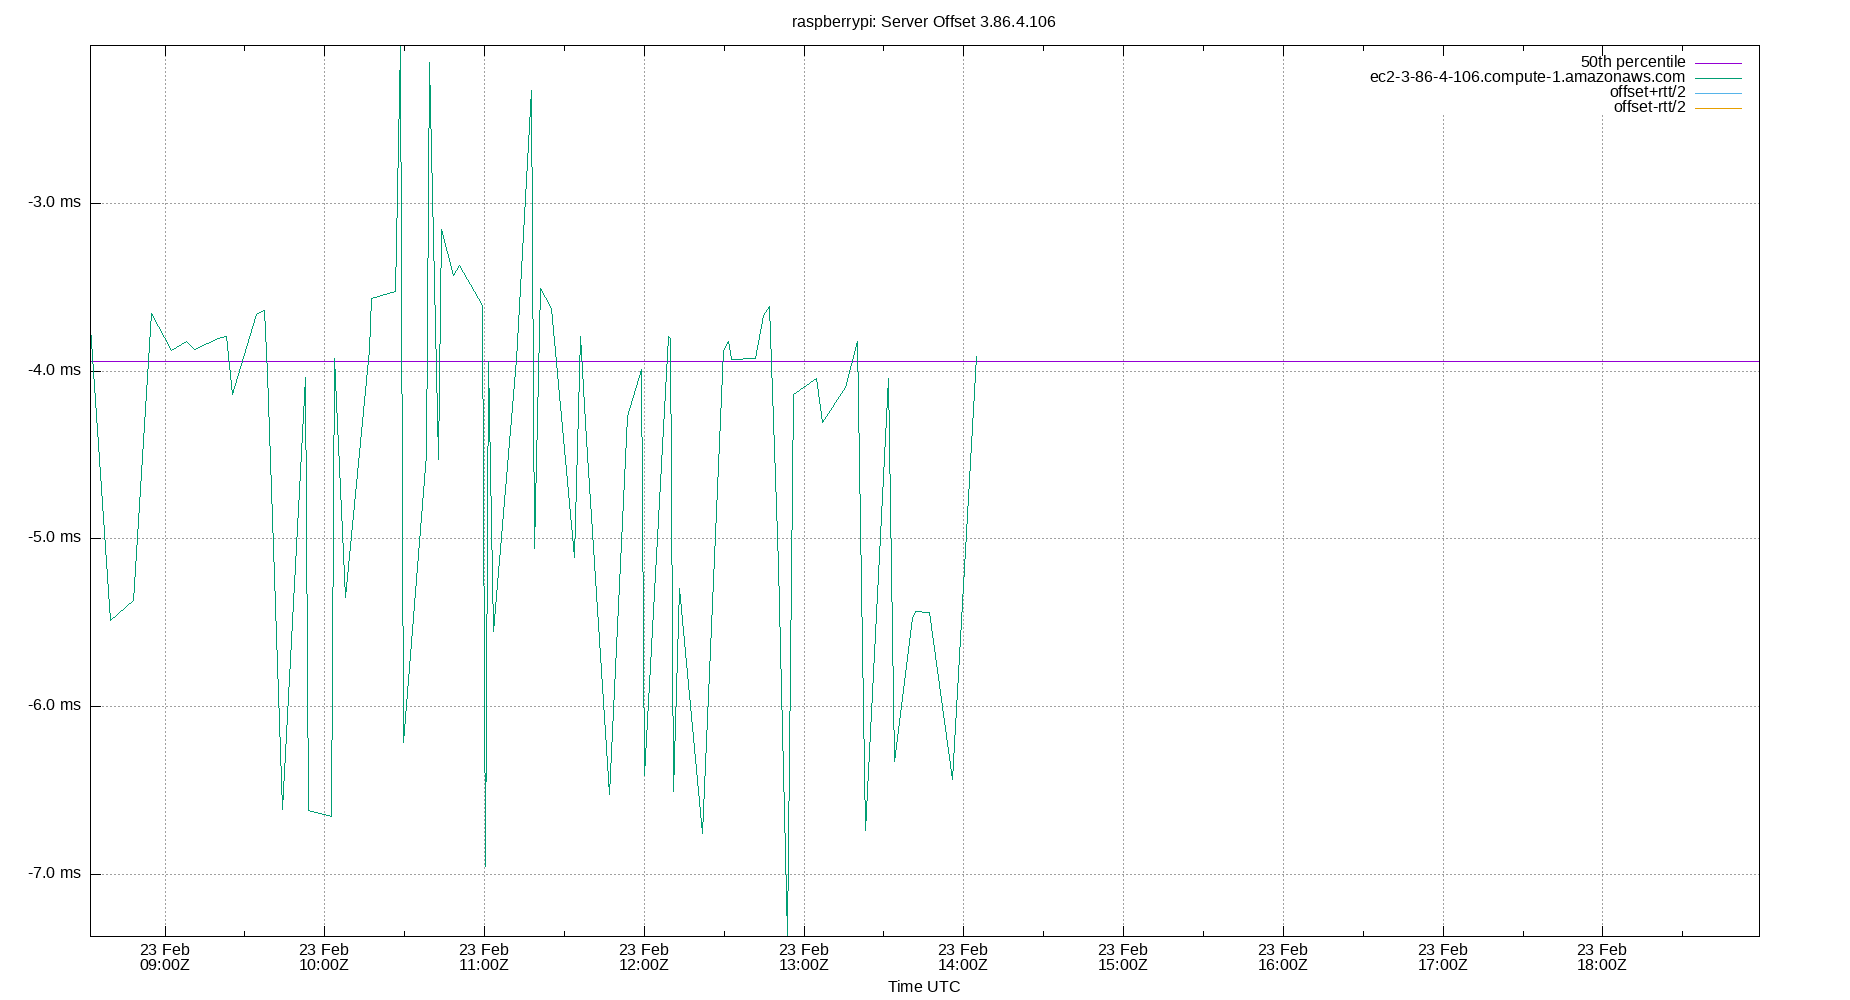 raspberrypi: Server Offset 3.86.4.106
50th percentile
ec2-3-86-4-106.compute-1.amazonaws.com
offset+rtt/2
offset-rtt/2
-3.0 ms
-4.0 ms
-5.0 ms
-6.0 ms
-7.0 ms
23 Feb 23 Feb 23 Feb 23 Feb 23 Feb 23 Feb 23 Feb 23 Feb 23 Feb 23 Feb
09:00Z 10:00Z 11:00Z 12:00Z 13:00Z 14:00Z 15:00Z 16:00Z 17:00Z 18:00Z
Time UTC